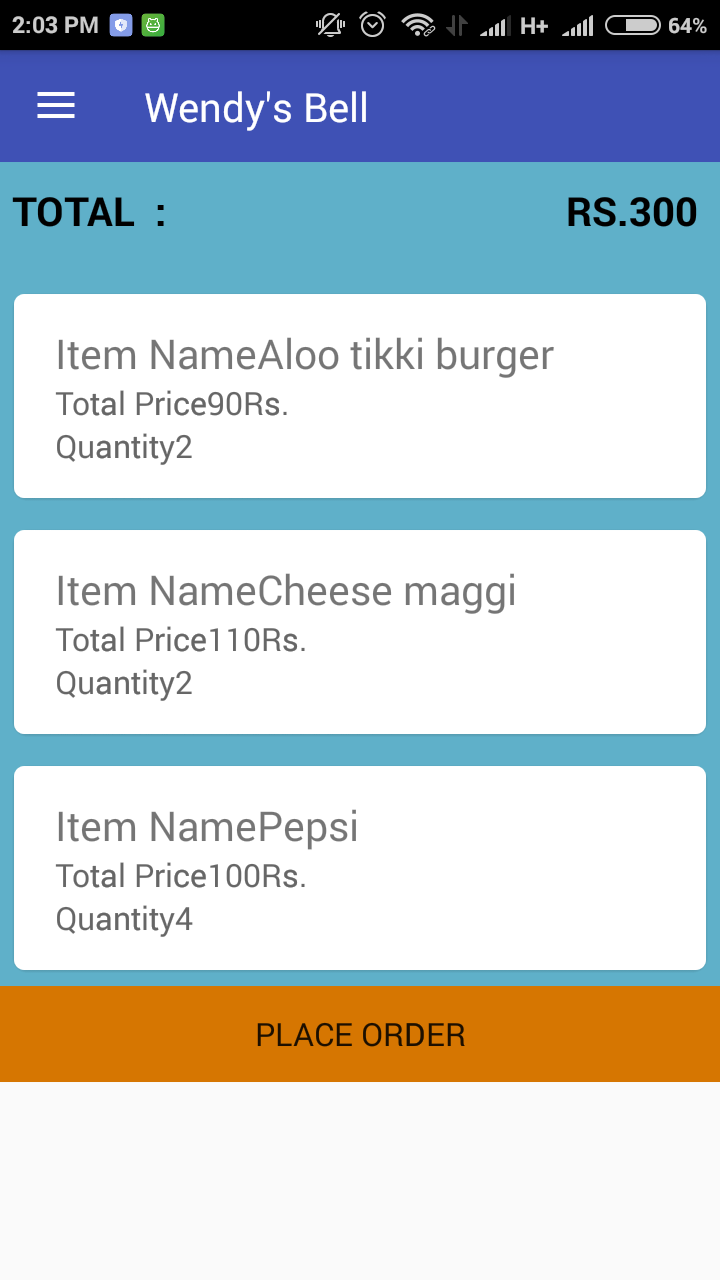 2:03 PM H+ 64%
Wendy's Bell
TOTAL : RS.300
Item NameAloo tikki burger
Total Price90Rs.
Quantity2
Item NameCheese maggi
Total Price110Rs.
Quantity2
Item NamePepsi
Total Price100Rs.
Quantity4
PLACE ORDER